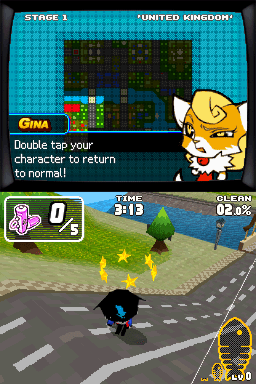 STAGE 1 "UNITED KINGDOM"
GINA
Double tap your
character to return
to normal!
0/5
TIME
3:13
CLEAN
02.0%
Lv 0